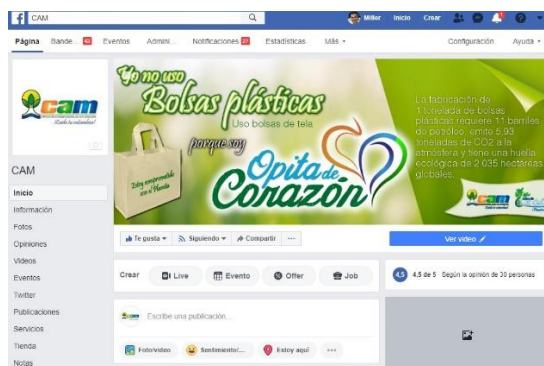 CAM
Miller Inicio Crear
Página Bande... Eventos Admini... Notificaciones Estadísticas Más Configuración Ayuda
Yo no uso
Bolsas plásticas
Uso bolsas de tela
porque soy
Opita de
Corazón
La fabricación de
1 tonelada de bolsas
plásticas requiere 11 barriles
de petróleo, emite 5,93
toneladas de CO2 a la
atmósfera y tiene una huella
ecológica de 2.035 hectáreas
globales.
cam
cam
CAM
Inicio
Información
Fotos
Opiniones
Videos
Eventos
Twitter
Publicaciones
Servicios
Tienda
Notas
Te gusta Siguiendo Compartir ...
Ver video
Crear Live Evento Offer Job
4,5 4,5 de 5 Según la opinión de 30 personas
Escribe una publicación...
Foto/video Sentimiento/... Estoy aquí ...